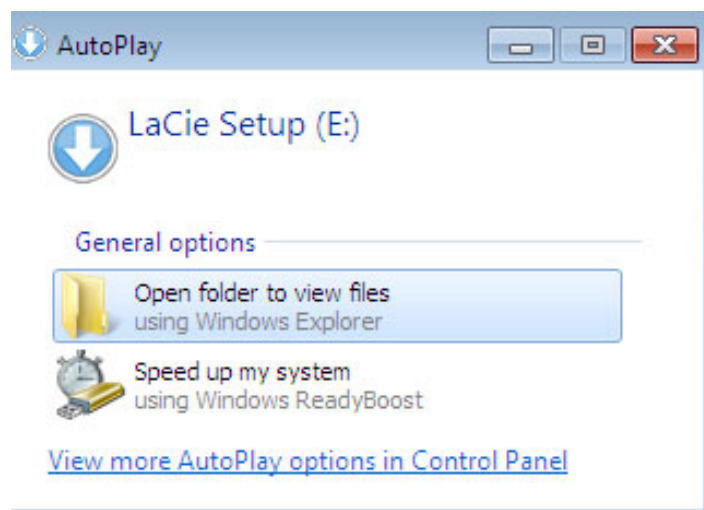 AutoPlay
LaCie Setup (E:)
General options
Open folder to view files
using Windows Explorer
Speed up my system
using Windows ReadyBoost
View more AutoPlay options in Control Panel